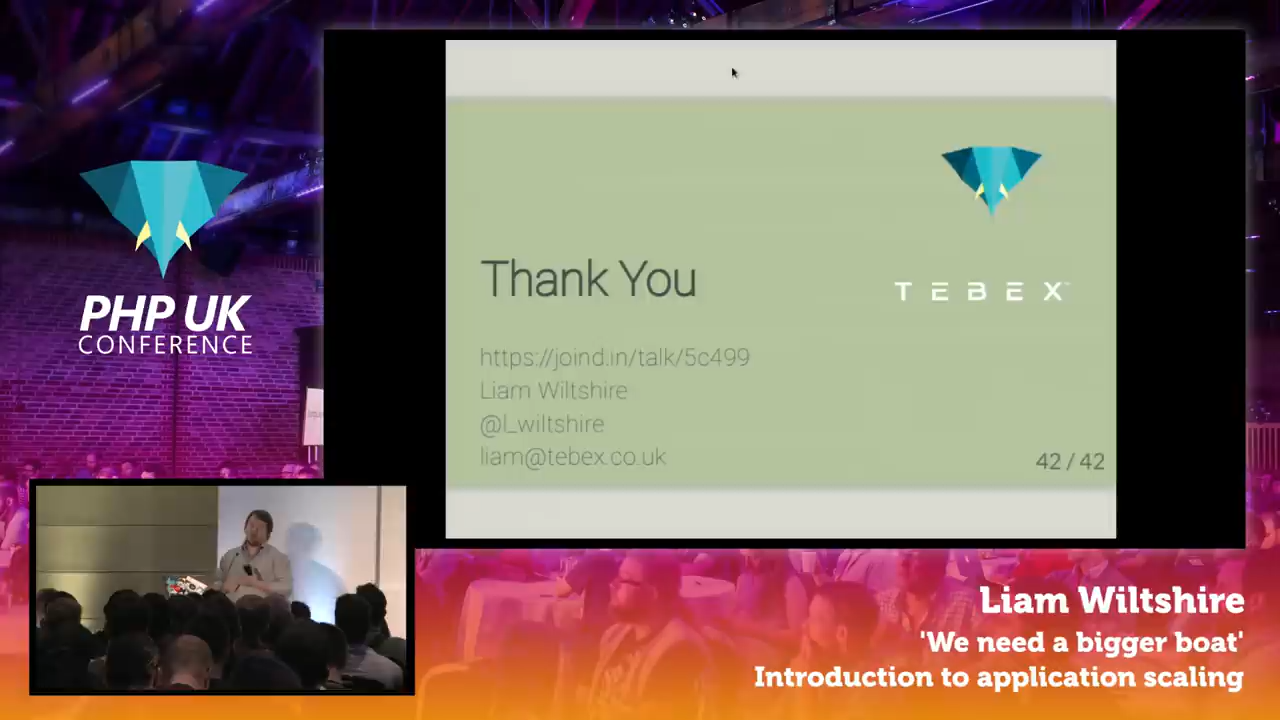 PHP UK
CONFERENCE
Thank You
TEBEX™
https://joind.in/talk/5c499
Liam Wiltshire
@l_wiltshire
liam@tebex.co.uk
42 / 42
Liam Wiltshire
'We need a bigger boat'
Introduction to application scaling